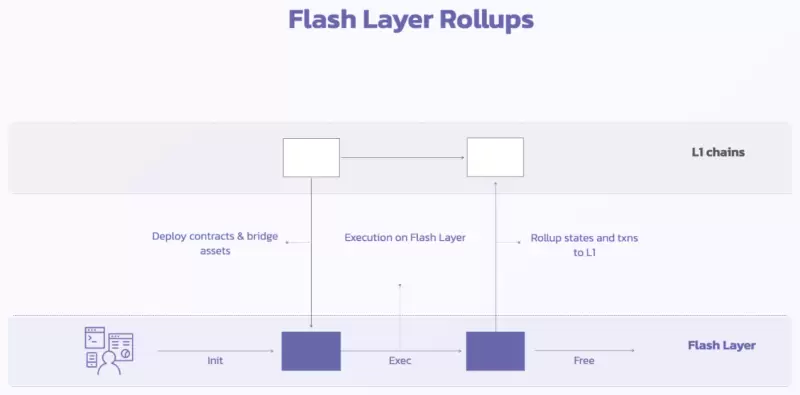 Flash Layer Rollups
L1 chains
Deploy contracts & bridge
assets
Execution on Flash Layer
Rollup states and txns
to L1
Init
Exec
Free
Flash Layer